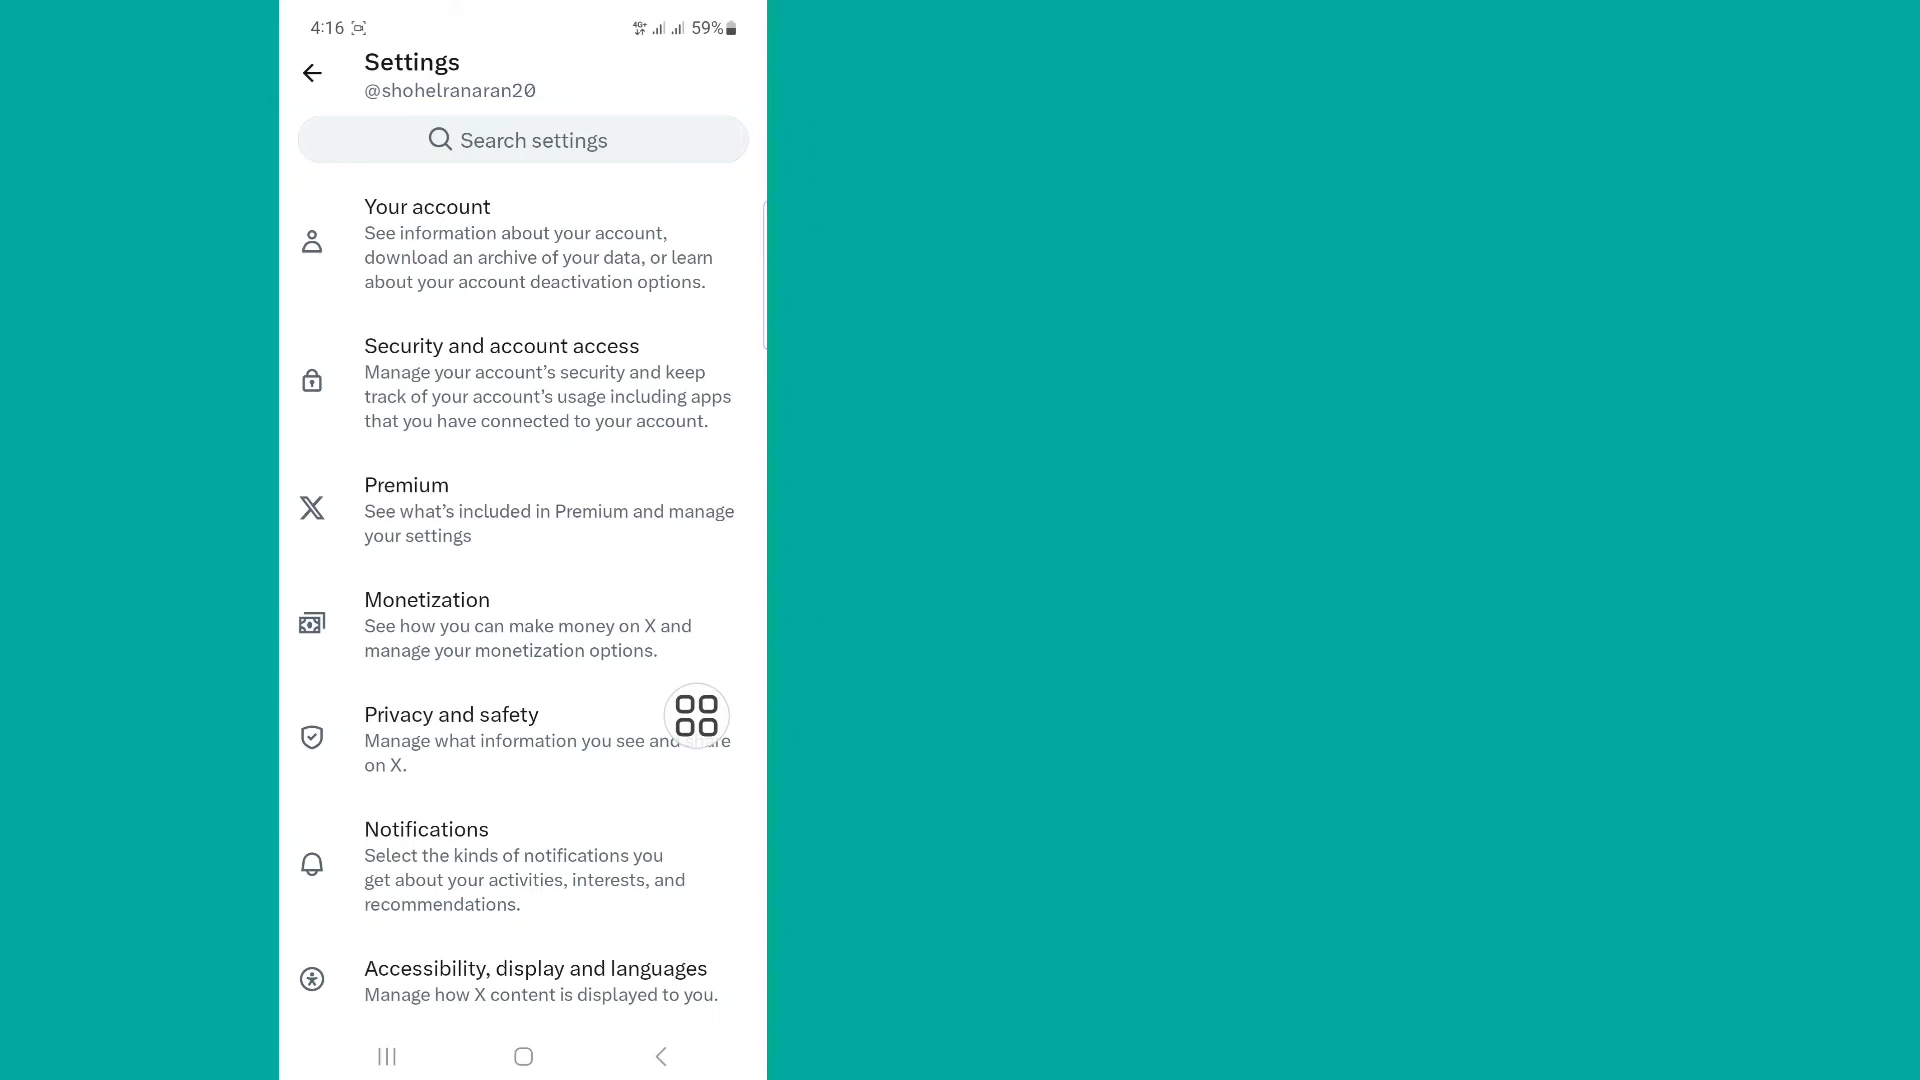 4:16 4G+ 59%
Settings
@shohelranaran20
Search settings
Your account
See information about your account,
download an archive of your data, or learn
about your account deactivation options.
Security and account access
Manage your account’s security and keep
track of your account’s usage including apps
that you have connected to your account.
Premium
See what’s included in Premium and manage
your settings
Monetization
See how you can make money on X and
manage your monetization options.
Privacy and safety
Manage what information you see and share
on X.
Notifications
Select the kinds of notifications you
get about your activities, interests, and
recommendations.
Accessibility, display and languages
Manage how X content is displayed to you.